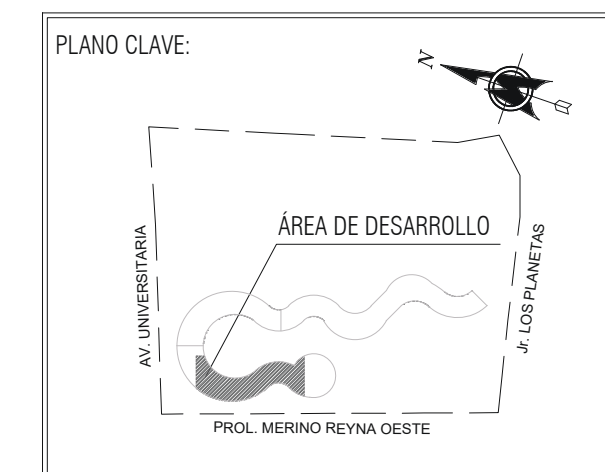 PLANO CLAVE:
N
ÁREA DE DESARROLLO
AV. UNIVERSITARIA
Jr. LOS PLANETAS
PROL. MERINO REYNA OESTE